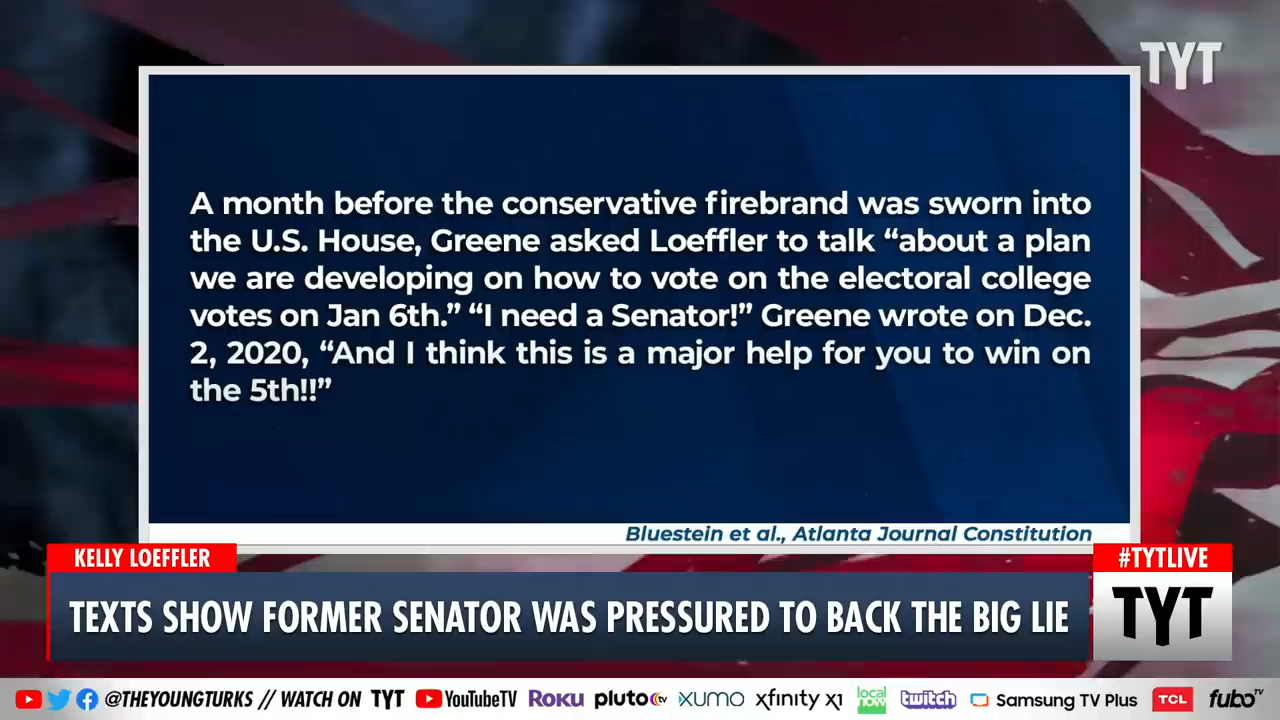 TYT
A month before the conservative firebrand was sworn into
the U.S. House, Greene asked Loeffler to talk “about a plan
we are developing on how to vote on the electoral college
votes on Jan 6th.” “I need a Senator!” Greene wrote on Dec.
2, 2020, “And I think this is a major help for you to win on
the 5th!!”
Bluestein et al., Atlanta Journal Constitution
KELLY LOEFFLER
#TYTLIVE
TEXTS SHOW FORMER SENATOR WAS PRESSURED TO BACK THE BIG LIE
TYT
@THEYOUNGTURKS // WATCH ON TYT YouTubeTV ROKU pluto tv XUMO xfinity X1 local now twitch Samsung TV Plus TCL fubo TV